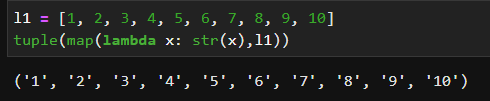 l1 = [1, 2, 3, 4, 5, 6, 7, 8, 9, 10]
tuple(map(lambda x: str(x),l1))
('1', '2', '3', '4', '5', '6', '7', '8', '9', '10')